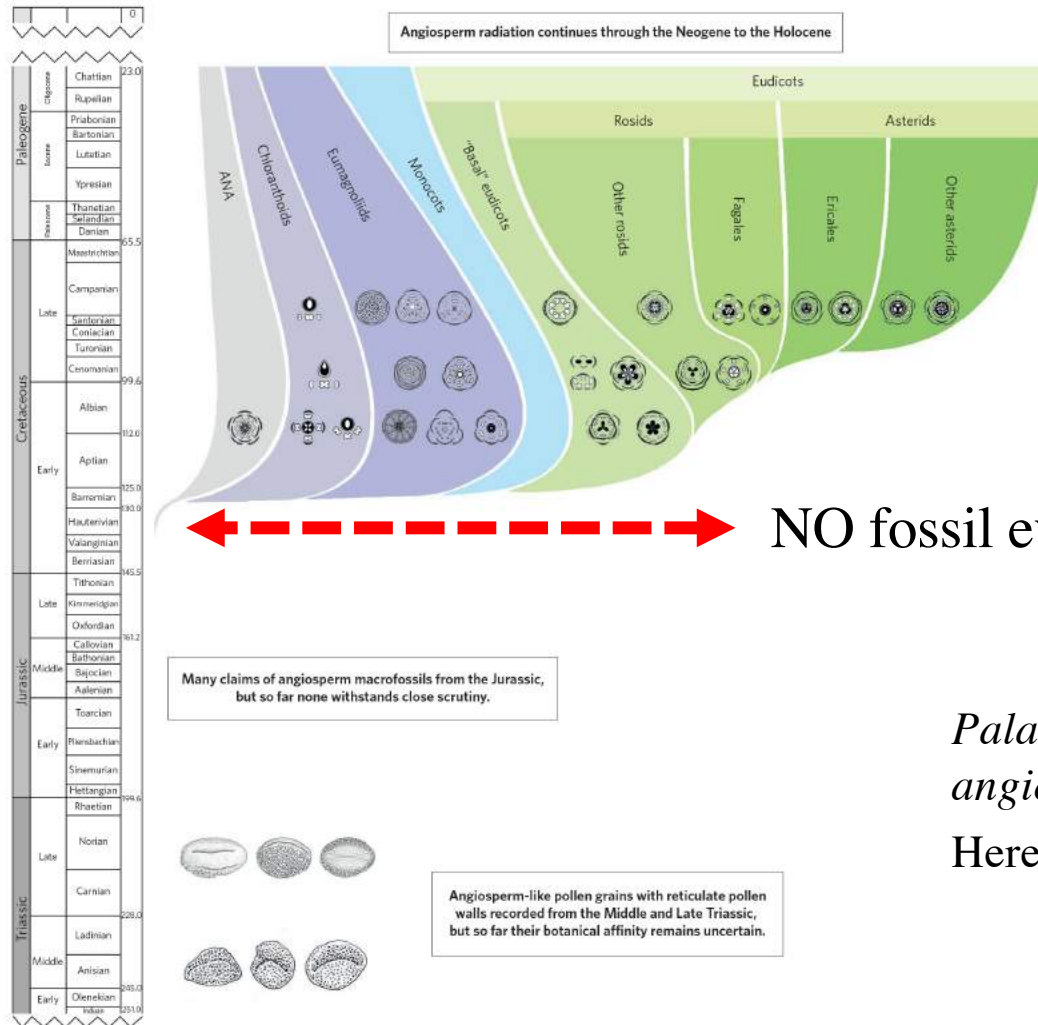 0
Angiosperm radiation continues through the Neogene to the Holocene
Paleogene
Oligocene
Chattian
23.0
Rupelian
Eocene
Priabonian
Bartonian
Lutetian
Ypresian
Paleocene
Thanetian
Selandian
Danian
65.5
Cretaceous
Late
Maastrichtian
Campanian
Santonian
Coniacian
Turonian
Cenomanian
99.6
Early
Albian
112.0
Aptian
125.0
Barremian
130.0
Hauterivian
Valanginian
Berriasian
145.5
Jurassic
Late
Tithonian
Kimmeridgian
Oxfordian
161.2
Middle
Callovian
Bathonian
Bajocian
Aalenian
Early
Toarcian
Pliensbachian
Sinemurian
Hettangian
199.6
Triassic
Late
Rhaetian
Norian
Carnian
228.0
Middle
Ladinian
Anisian
245.0
Early
Olenekian
Induan
251.0
Eudicots
Rosids
Asterids
ANA
Chloranthoids
Eumagnoliids
Monocots
"Basal" eudicots
Other rosids
Fagales
Ericales
Other asterids
NO fossil ev
Many claims of angiosperm macrofossils from the Jurassic,
but so far none withstands close scrutiny.
Pala
angio
Here
Angiosperm-like pollen grains with reticulate pollen
walls recorded from the Middle and Late Triassic,
but so far their botanical affinity remains uncertain.